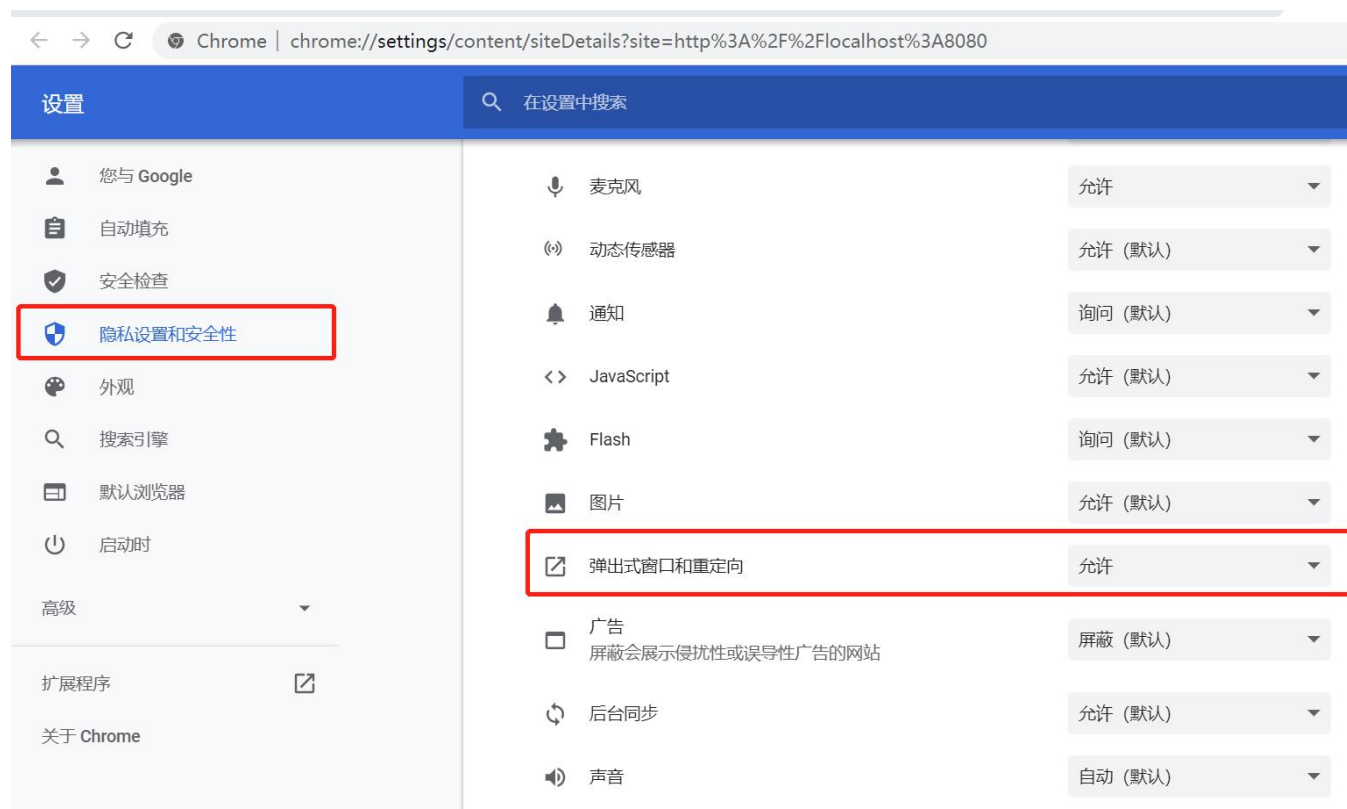 Chrome | chrome://settings/content/siteDetails?site=http%3A%2F%2Flocalhost%3A8080
设置
在设置中搜索
您与 Google
自动填充
安全检查
隐私设置和安全性
外观
搜索引擎
默认浏览器
启动时
高级
扩展程序
关于 Chrome
麦克风 允许
动态传感器 允许（默认）
通知 询问（默认）
JavaScript 允许（默认）
Flash 询问（默认）
图片 允许（默认）
弹出式窗口和重定向 允许
广告
屏蔽会展示侵扰性或误导性广告的网站 屏蔽（默认）
后台同步 允许（默认）
声音 自动（默认）